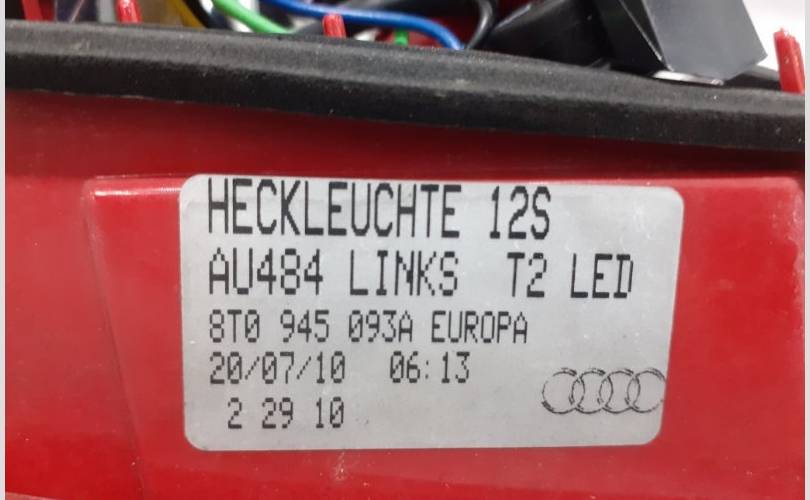 HECKLEUCHTE 12S
AU484 LINKS T2 LED
8T0 945 093A EUROPA
20/07/10 06:13
2 29 10